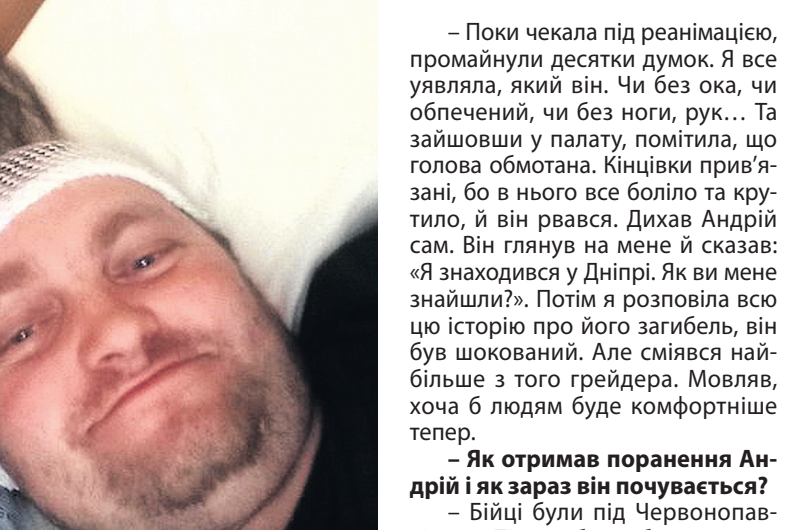 – Поки чекала під реанімацією,
промайнули десятки думок. Я все
уявляла, який він. Чи без ока, чи
обпечений, чи без ноги, рук… Та
зайшовши у палату, помітила, що
голова обмотана. Кінцівки прив’я-
зані, бо в нього все боліло та кру-
тило, й він рвався. Дихав Андрій
сам. Він глянув на мене й сказав:
«Я знаходився у Дніпрі. Як ви мене
знайшли?». Потім я розповіла всю
цю історію про його загибель, він
був шокований. Але сміявся най-
більше з того грейдера. Мовляв,
хоча б людям буде комфортніше
тепер.
– Як отримав поранення Ан-
дрій і як зараз він почувається?
– Бійці були під Червонопав-